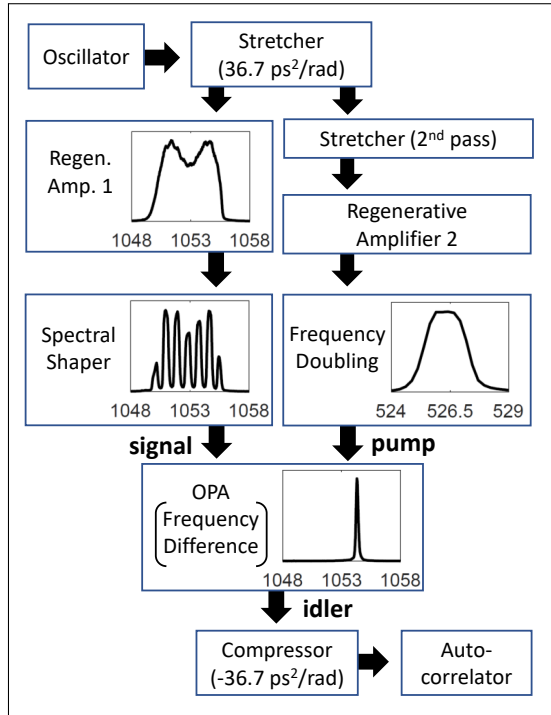 Oscillator
Stretcher
(36.7 ps²/rad)
Regen.
Amp. 1
1048 1053 1058
Stretcher (2nd pass)
Regenerative
Amplifier 2
Spectral
Shaper
1048 1053 1058
Frequency
Doubling
524 526.5 529
signal
pump
OPA
Frequency
Difference
1048 1053 1058
idler
Compressor
(-36.7 ps²/rad)
Auto-
correlator